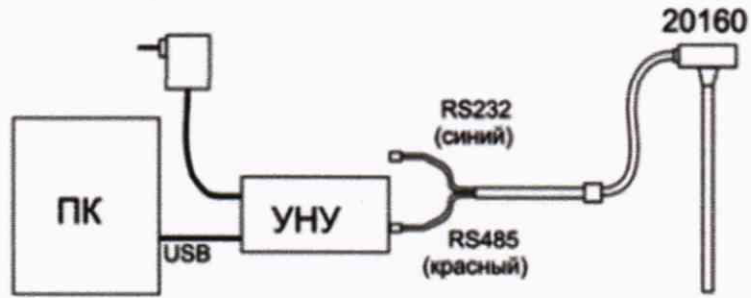 20160
RS232
(синий)
ПК
УНУ
USB
RS485
(красный)